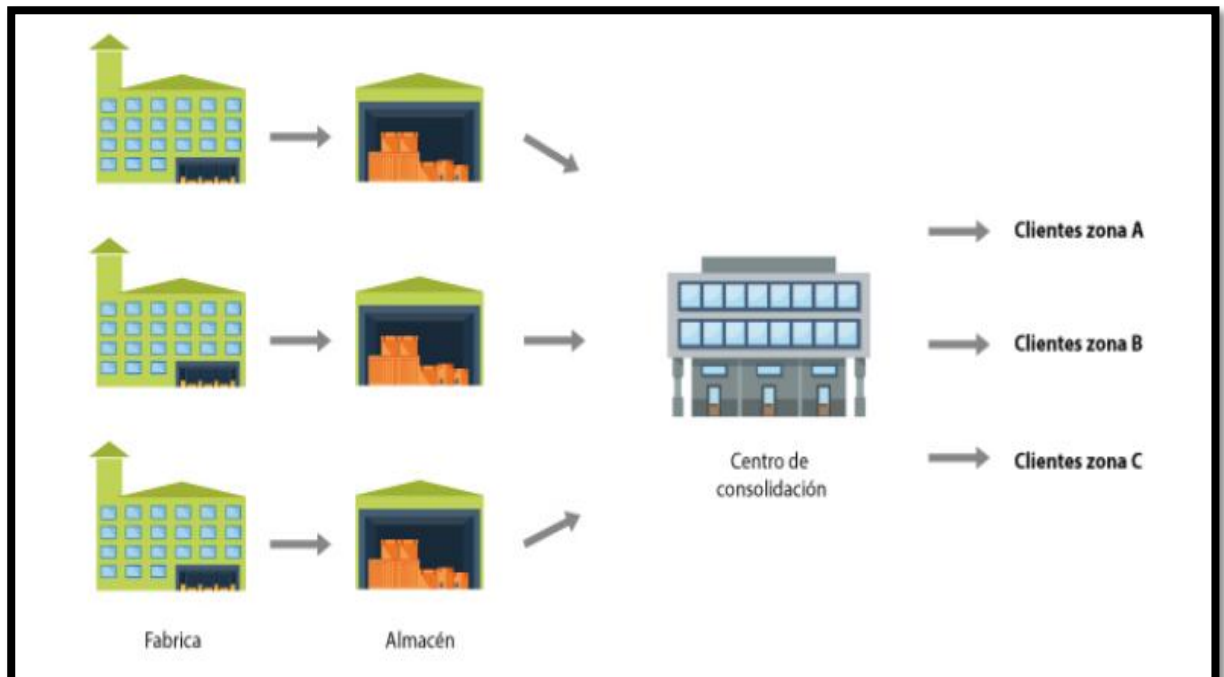 Clientes zona A
Clientes zona B
Clientes zona C
Centro de
consolidación
Fabrica
Almacén